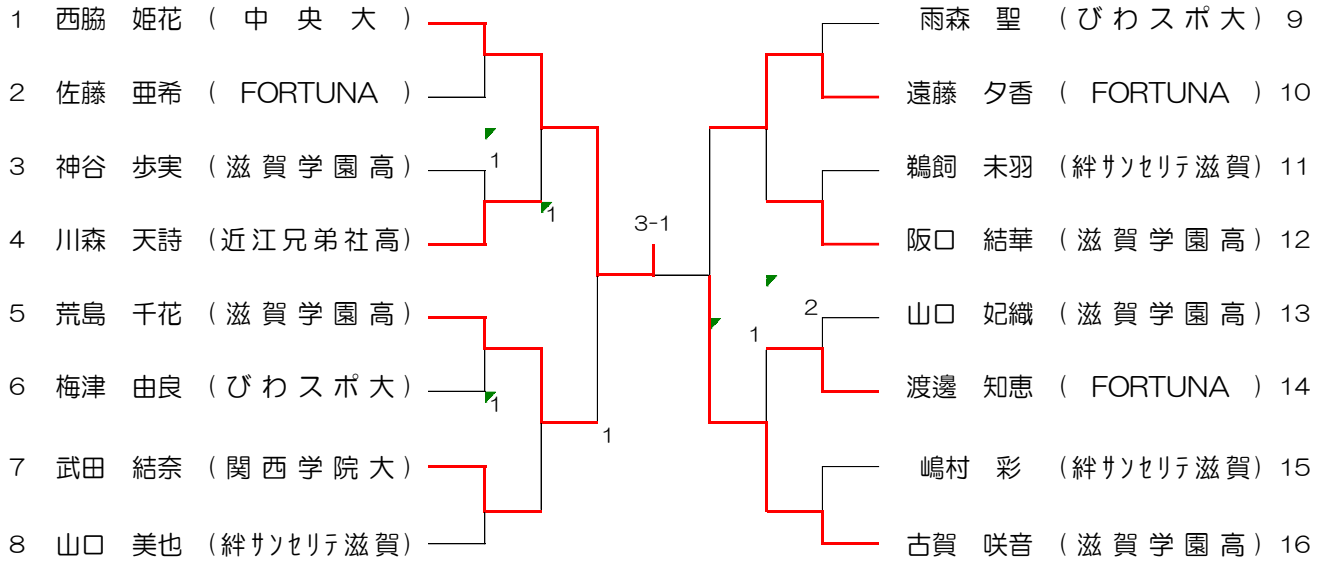 1 西脇 姫花 ( 中 央 大 )
2 佐藤 亜希 ( FORTUNA )
3 神谷 歩実 ( 滋 賀 学 園 高 )
4 川森 天詩 (近江兄弟社高)
5 荒島 千花 ( 滋 賀 学 園 高 )
6 梅津 由良 ( び わ ス ポ 大 )
7 武田 結奈 ( 関 西 学 院 大 )
8 山口 美也 (絆サンセリテ滋賀)
1
1
1
1
3-1
2
1
雨森 聖 ( び わ ス ポ 大 ) 9
遠藤 夕香 ( FORTUNA ) 10
鵜飼 未羽 (絆サンセリテ滋賀) 11
阪口 結華 ( 滋 賀 学 園 高 ) 12
山口 妃織 ( 滋 賀 学 園 高 ) 13
渡邊 知恵 ( FORTUNA ) 14
嶋村 彩 (絆サンセリテ滋賀) 15
古賀 咲音 ( 滋 賀 学 園 高 ) 16